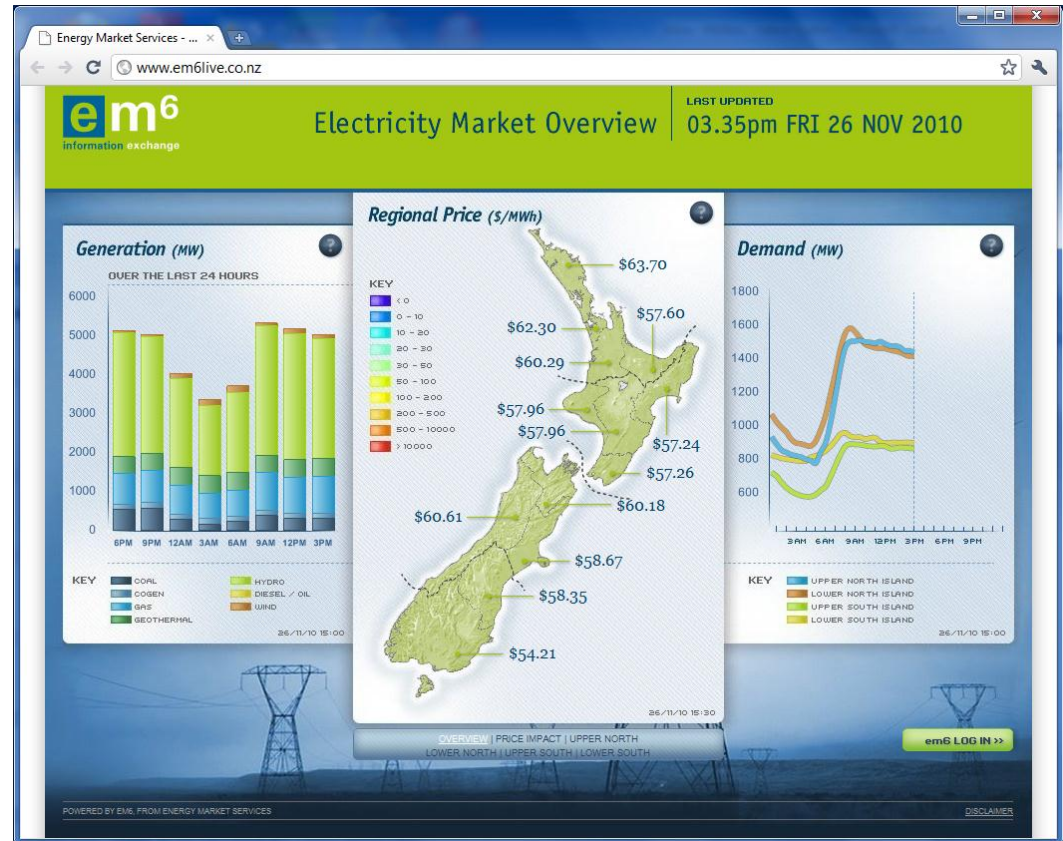 Energy Market Services - ...
www.em6live.co.nz
em6
information exchange
Electricity Market Overview
LAST UPDATED
03.35pm FRI 26 NOV 2010
Generation (MW)
OVER THE LAST 24 HOURS
6000
5000
4000
3000
2000
1000
0
6PM 9PM 12AM 3AM 6AM 9AM 12PM 3PM
KEY
COAL
COGEN
GAS
GEOTHERMAL
HYDRO
DIESEL / OIL
WIND
26/11/10 15:00
Regional Price ($/MWh)
KEY
< 0
0 - 10
10 - 20
20 - 30
30 - 50
50 - 100
100 - 200
200 - 500
500 - 10000
> 10000
$63.70
$57.60
$62.30
$60.29
$57.96
$57.96
$57.24
$57.26
$60.18
$60.61
$58.67
$58.35
$54.21
26/11/10 15:30
OVERVIEW | PRICE IMPACT | UPPER NORTH
LOWER NORTH | UPPER SOUTH | LOWER SOUTH
Demand (MW)
1800
1600
1400
1200
1000
800
600
3AM 6AM 9AM 12PM 3PM 6PM 9PM
KEY
UPPER NORTH ISLAND
LOWER NORTH ISLAND
UPPER SOUTH ISLAND
LOWER SOUTH ISLAND
26/11/10 15:00
em6 LOG IN >>
POWERED BY EM6, FROM ENERGY MARKET SERVICES
DISCLAIMER